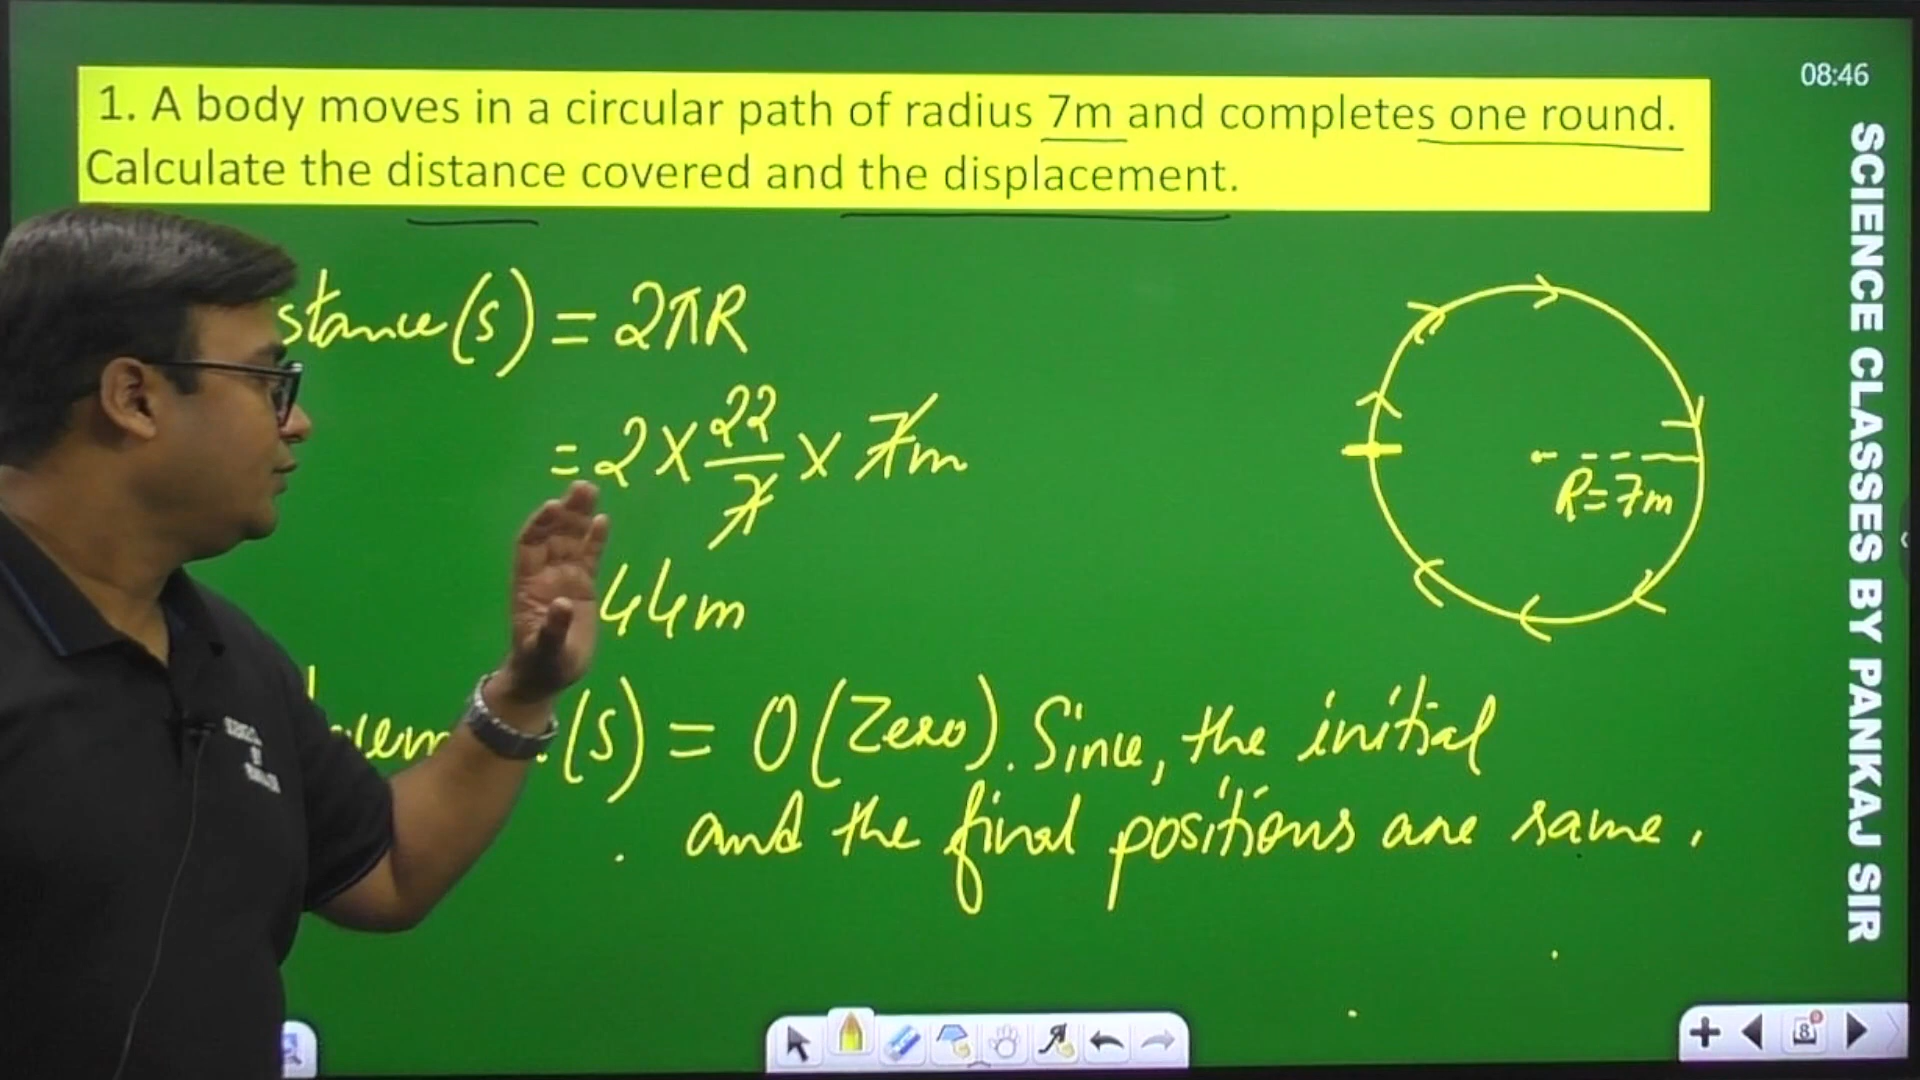 08:46
1. A body moves in a circular path of radius 7m and completes one round.
Calculate the distance covered and the displacement.
stance(s) = 2πR
= 2 × 22/7 × 7m
44m
R=7m
(S) = 0 (Zero). Since, the initial
and the final positions are same.
SCIENCE CLASSES BY PANKAJ SIR
8